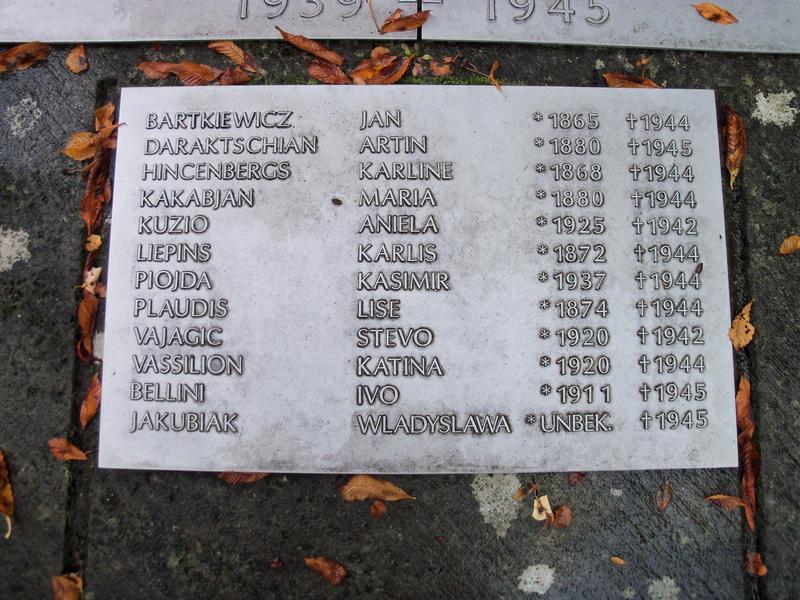 1939 1945
BARTKIEWICZ JAN *1865 †1944
DARAKTSCHIAN ARTIN *1880 †1945
HINCENBERGS KARLINE *1868 †1944
KAKABJAN MARIA *1880 †1944
KUZIO ANIELA *1925 †1942
LIEPINS KARLIS *1872 †1944
PIOJDA KASIMIR *1937 †1944
PLAUDIS LISE *1874 †1944
VAJAGIC STEVO *1920 †1942
VASSILION KATINA *1920 †1944
BELLINI IVO *1911 †1945
JAKUBIAK WLADYSLAWA *UNBEK. †1945